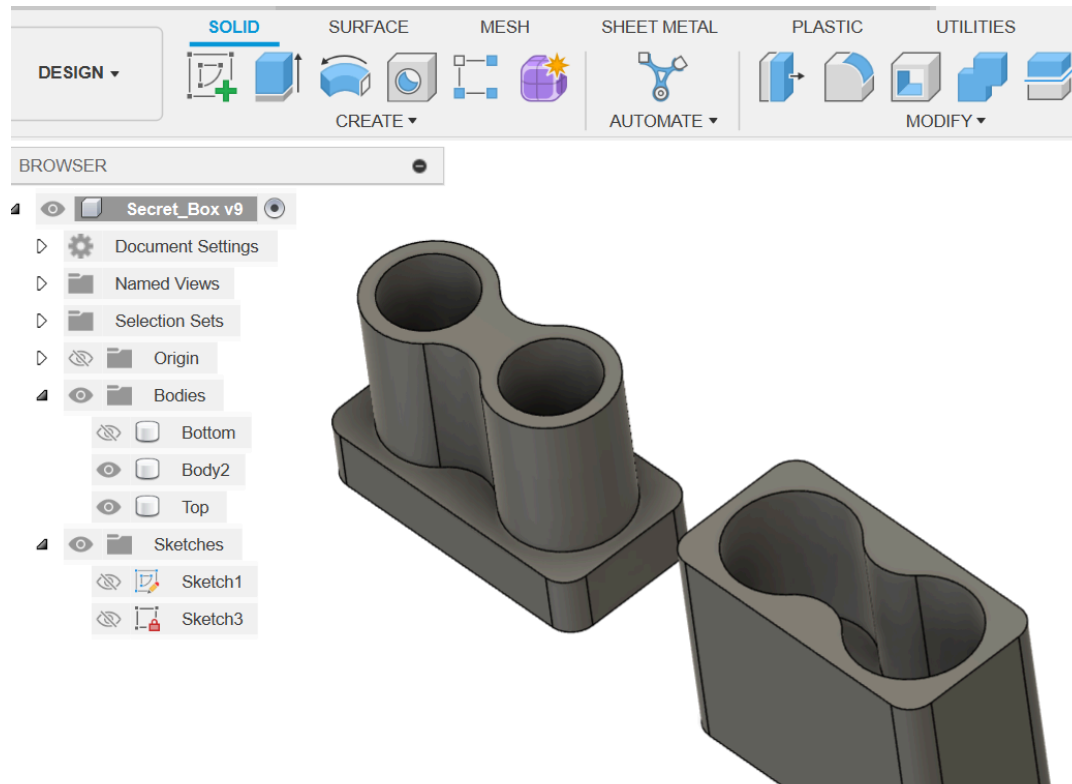 SOLID SURFACE MESH SHEET METAL PLASTIC UTILITIES
DESIGN
CREATE AUTOMATE MODIFY
BROWSER
Secret_Box v9
Document Settings
Named Views
Selection Sets
Origin
Bodies
Bottom
Body2
Top
Sketches
Sketch1
Sketch3